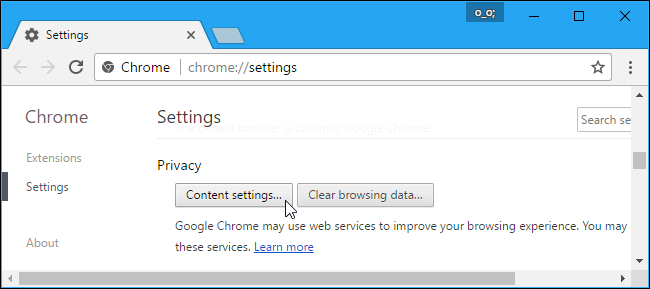 o_o;
Settings
Chrome chrome://settings
Chrome
Settings
Search se
The default browser is currently Google Chrome.
Extensions
Privacy
Settings
Content settings...
Clear browsing data...
Google Chrome may use web services to improve your browsing experience. You may
About
these services. Learn more